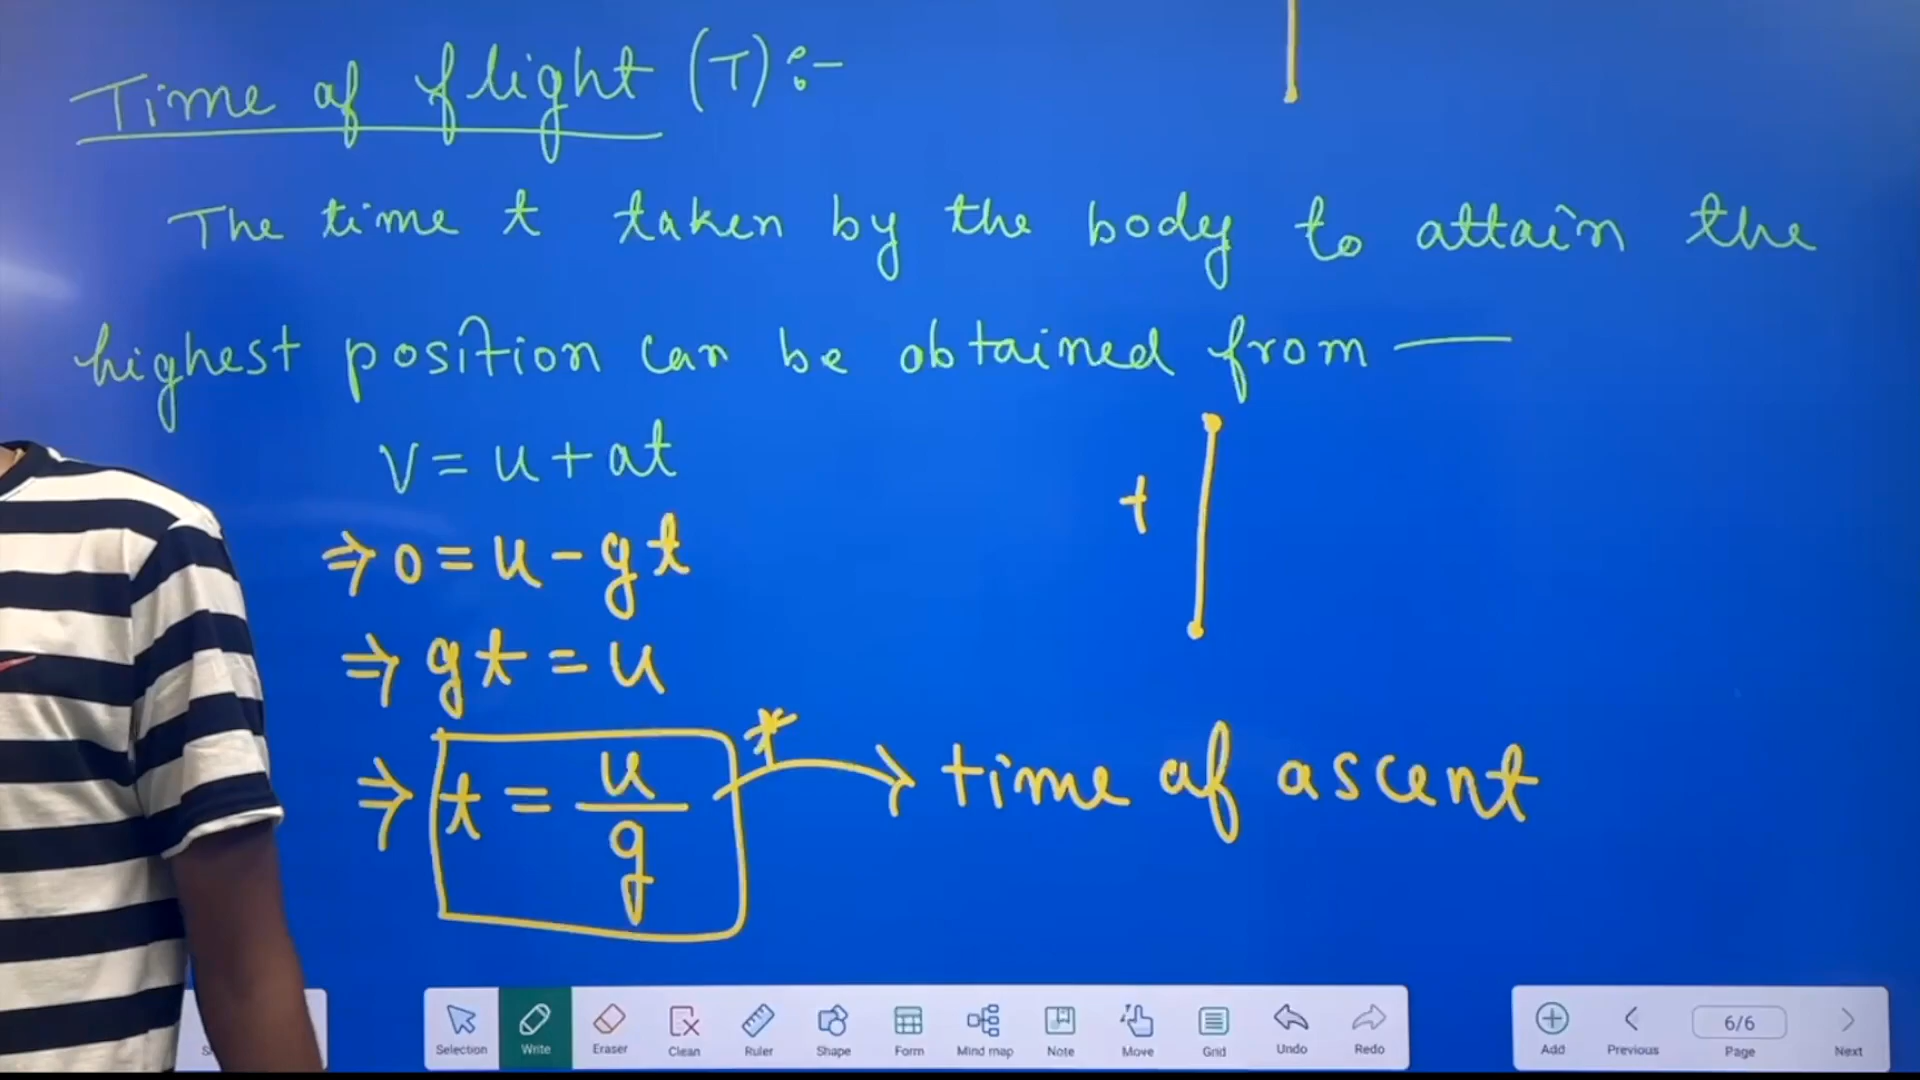 Time of flight (T):-
The time t taken by the body to attain the
highest position can be obtained from —
v = u + at
⇒ 0 = u - gt
t
⇒ gt = u
⇒ t = u/g * → time of ascent
Selection Write Eraser Clean Ruler Shape Form Mind map Note Move Grid Undo Redo
Add Previous 6/6 Page Next